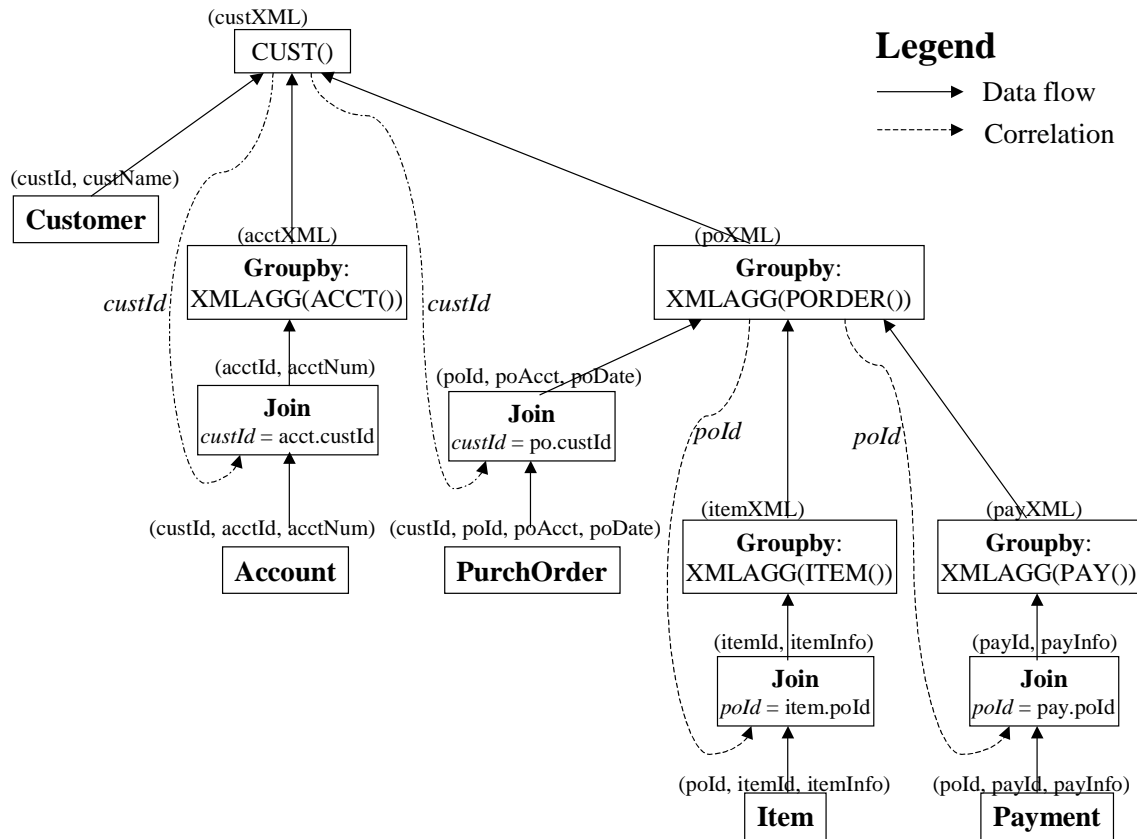 (custXML)
CUST()
Legend
Data flow
Correlation
(custId, custName)
Customer
(acctXML)
Groupby:
XMLAGG(ACCT())
(poXML)
Groupby:
XMLAGG(PORDER())
custId
custId
(acctId, acctNum)
Join
custId = acct.custId
(poId, poAcct, poDate)
Join
custId = po.custId
poId
poId
(custId, acctId, acctNum)
Account
(custId, poId, poAcct, poDate)
PurchOrder
(itemXML)
Groupby:
XMLAGG(ITEM())
(payXML)
Groupby:
XMLAGG(PAY())
(itemId, itemInfo)
Join
poId = item.poId
(payId, payInfo)
Join
poId = pay.poId
(poId, itemId, itemInfo)
Item
(poId, payId, payInfo)
Payment